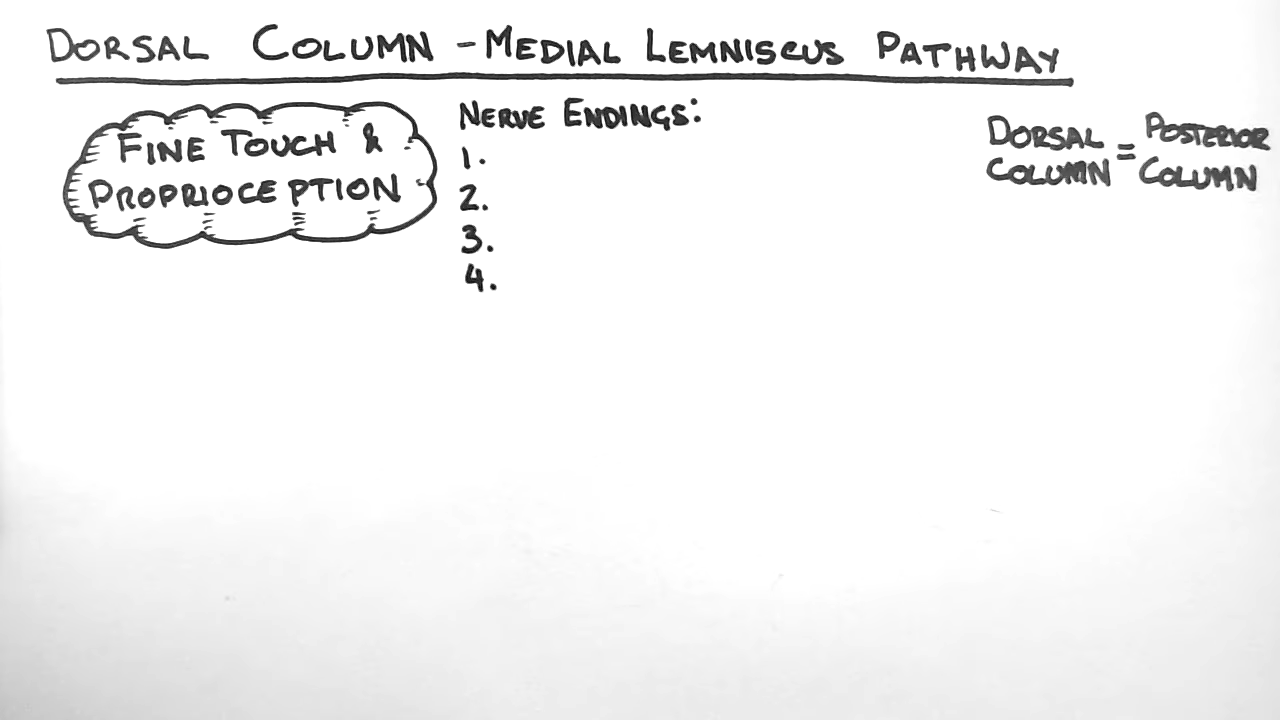 DORSAL COLUMN - MEDIAL LEMNISCUS PATHWAY
FINE TOUCH &
PROPRIOCEPTION
NERVE ENDINGS:
1.
2.
3.
4.
DORSAL COLUMN = POSTERIOR COLUMN